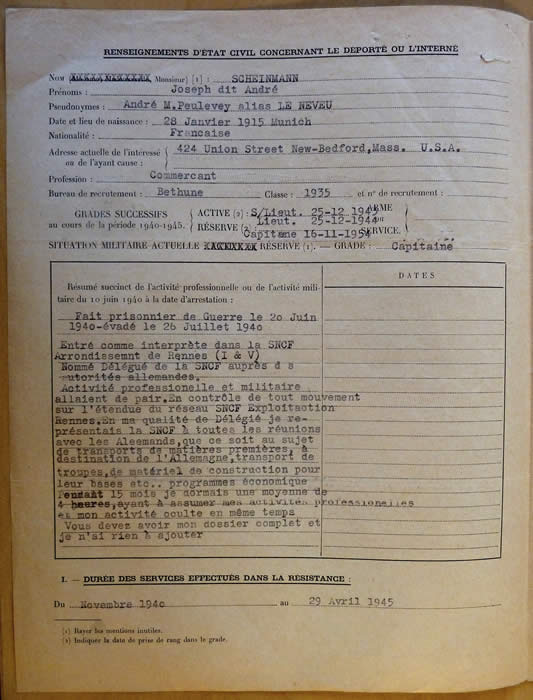 RENSEIGNEMENTS D'ÉTAT CIVIL CONCERNANT LE DÉPORTÉ OU L'INTERNÉ
Nom Monsieur) (1) : SCHEINMANN
Prénoms : Joseph dit André
Pseudonymes : André M.Peulevey alias LE NEVEU
Date et lieu de naissance : 28 Janvier 1915 Munich
Nationalité : Francaise
Adresse actuelle de l'intéressé 424 Union Street New-Bedford,Mass. U.S.A.
ou de l'ayant cause :
Profession : Commercant
Bureau de recrutement : Bethune Classe : 1935 et n° de recrutement :
GRADES SUCCESSIFS ACTIVE (2) : S/Lieut. 25-12 1943 ARME
au cours de la période 1940-1945. Lieut. 25-12-1944 ou
RÉSERVE (2) Capitane 16-11-1954 SERVICE.
SITUATION MILITAIRE ACTUELLE RÉSERVE (1). — GRADE : Capitaine
DATES
Résumé succinct de l'activité professionnelle ou de l'activité mili-
taire du 10 juin 1940 à la date d'arrestation :
Fait prisonnier de Guerre le 20 Juin
1940-évadé le 26 Juillet 1940
Entré comme interprète dans la SNCF
Arrondissemnt de Rennes (I & V)
Nommé Délégué de la SNCF auprès d s
autorités allemandes.
Activité professionnelle et militaire
allaient de pair.En contrôle de tout mouvement
sur l'étendue du réseau SNCF Exploitaction
Rennes.En ma qualité de Délégié je re-
présentais la SNCF à toutes les réunions
avec les Aleemands,que ce soit au sujet
de transports de matières premières, à
destination de l'Allemagne,transport de
troupes,de matériel de construction pour
leur bases etc.. programmes économique
Pendant 15 mois je dormais une moyenne de
4 heures,ayant à assumer mes activités professionelles
et mon activité oculte en même temps
Vous devez avoir mon dossier complet et
je n'ai rien à ajouter
I. — DURÉE DES SERVICES EFFECTUÉS DANS LA RÉSISTANCE :
Du Novembre 1940 au 29 Avril 1945
(1) Rayer les mentions inutiles.
(2) Indiquer la date de prise de rang dans le grade.